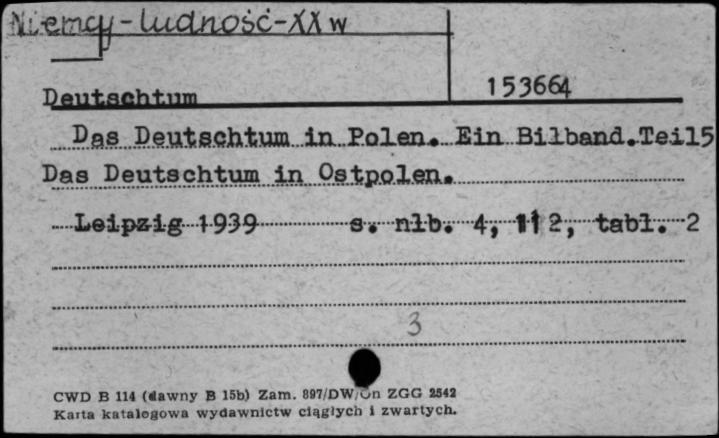 Niemcy-ludność-XX w
153664
Deutschtum
Das Deutschtum in Polen. Ein Bilband.Teil5
Das Deutschtum in Ostpolen.
Leipzig 1939 s. nlb. 4, 112, tabl. 2
3
CWD B 114 (dawny B 15b) Zam. 897/DW/On ZGG 2542
Karta katalogowa wydawnictw ciągłych i zwartych.